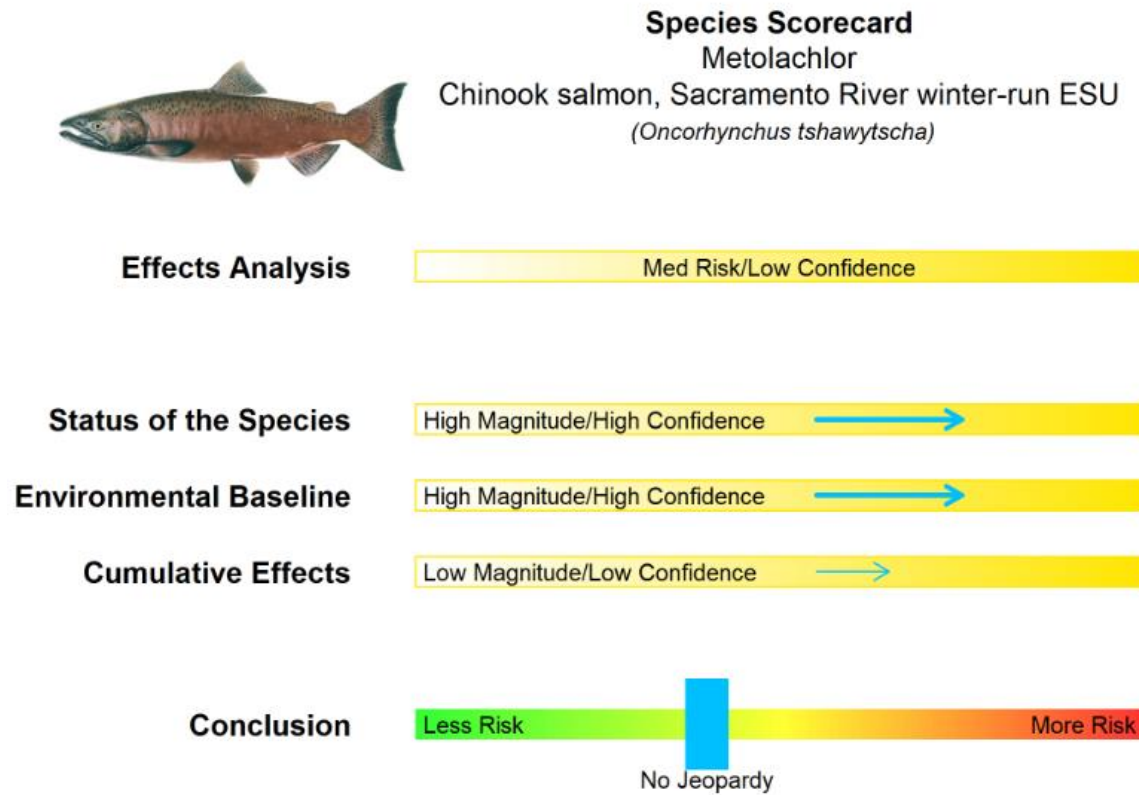 Species Scorecard
Metolachlor
Chinook salmon, Sacramento River winter-run ESU
(Oncorhynchus tshawytscha)
Effects Analysis
Med Risk/Low Confidence
Status of the Species
High Magnitude/High Confidence
Environmental Baseline
High Magnitude/High Confidence
Cumulative Effects
Low Magnitude/Low Confidence
Conclusion
Less Risk
More Risk
No Jeopardy